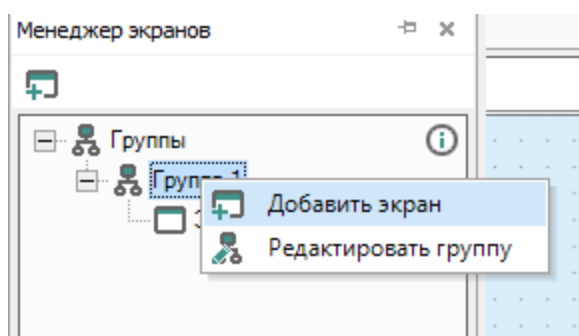 Менеджер экранов
Группы
Добавить экран
Редактировать группу